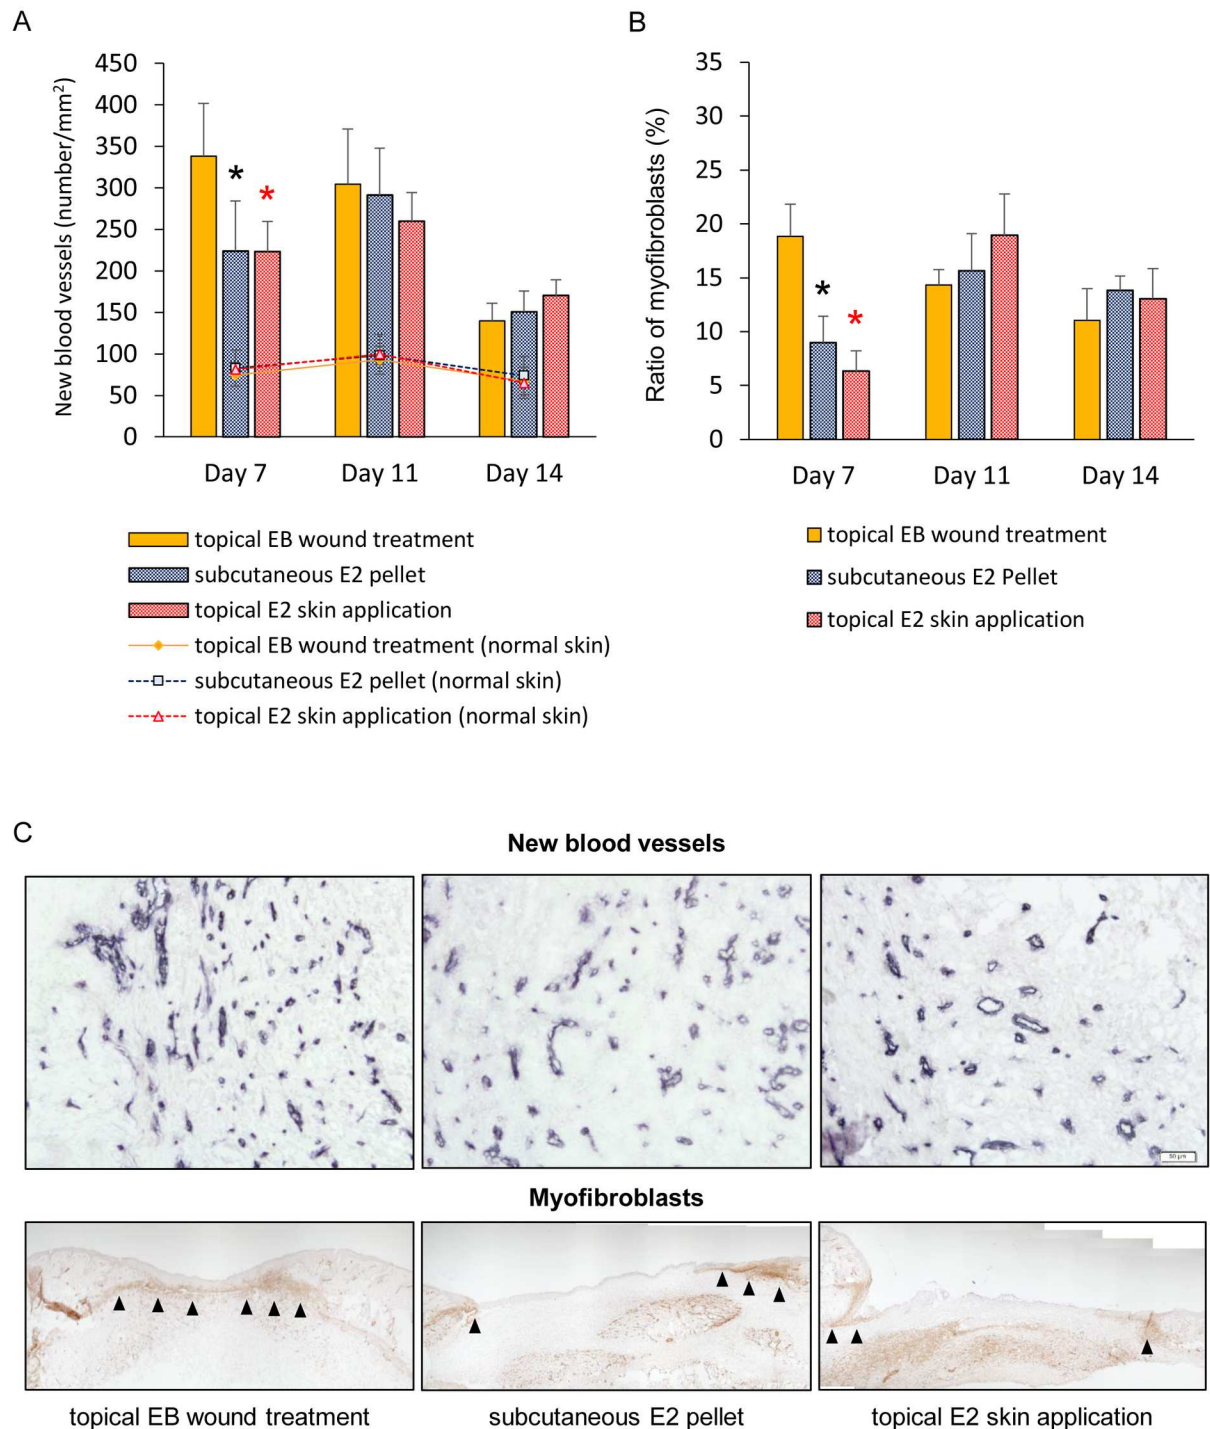 A
New blood vessels (number/mm²)
450
400
350
300
250
200
150
100
50
0
*
*
Day 7
Day 11
Day 14
topical EB wound treatment
subcutaneous E2 pellet
topical E2 skin application
topical EB wound treatment (normal skin)
subcutaneous E2 pellet (normal skin)
topical E2 skin application (normal skin)
B
Ratio of myofibroblasts (%)
35
30
25
20
15
10
5
0
*
*
Day 7
Day 11
Day 14
topical EB wound treatment
subcutaneous E2 Pellet
topical E2 skin application
C
New blood vessels
50 µm
Myofibroblasts
topical EB wound treatment
subcutaneous E2 pellet
topical E2 skin application